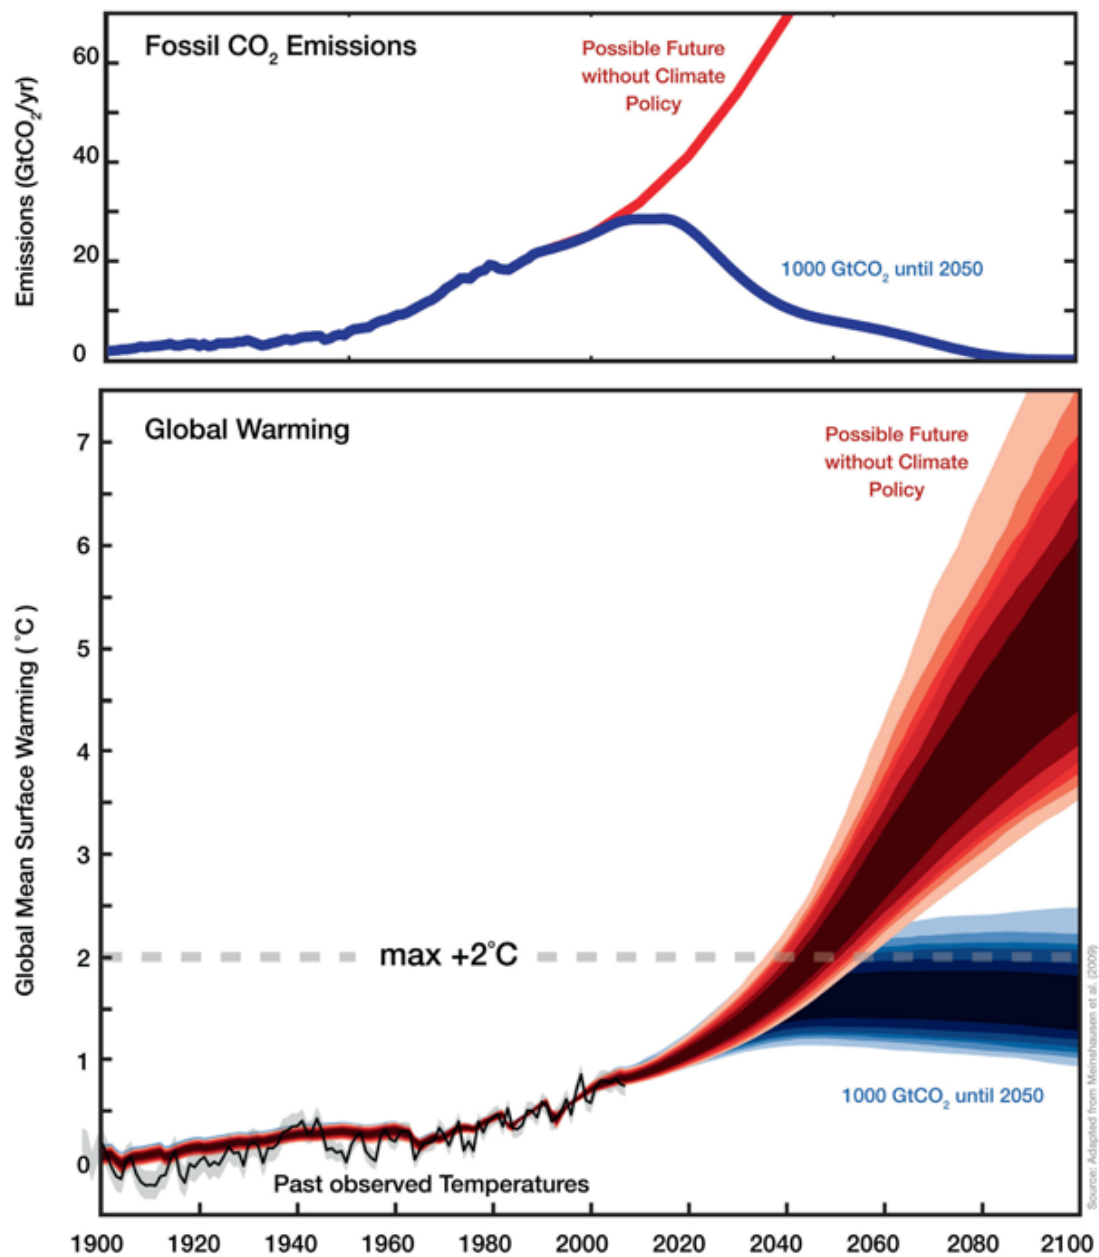 Fossil CO₂ Emissions
Possible Future
without Climate
Policy
1000 GtCO₂ until 2050
Emissions (GtCO₂/yr)
60
40
20
0
Global Warming
Possible Future
without Climate
Policy
max +2°C
1000 GtCO₂ until 2050
Past observed Temperatures
Global Mean Surface Warming (°C)
7
6
5
4
3
2
1
0
1900 1920 1940 1960 1980 2000 2020 2040 2060 2080 2100
Source: Adapted from Meinshausen et al. (2009)